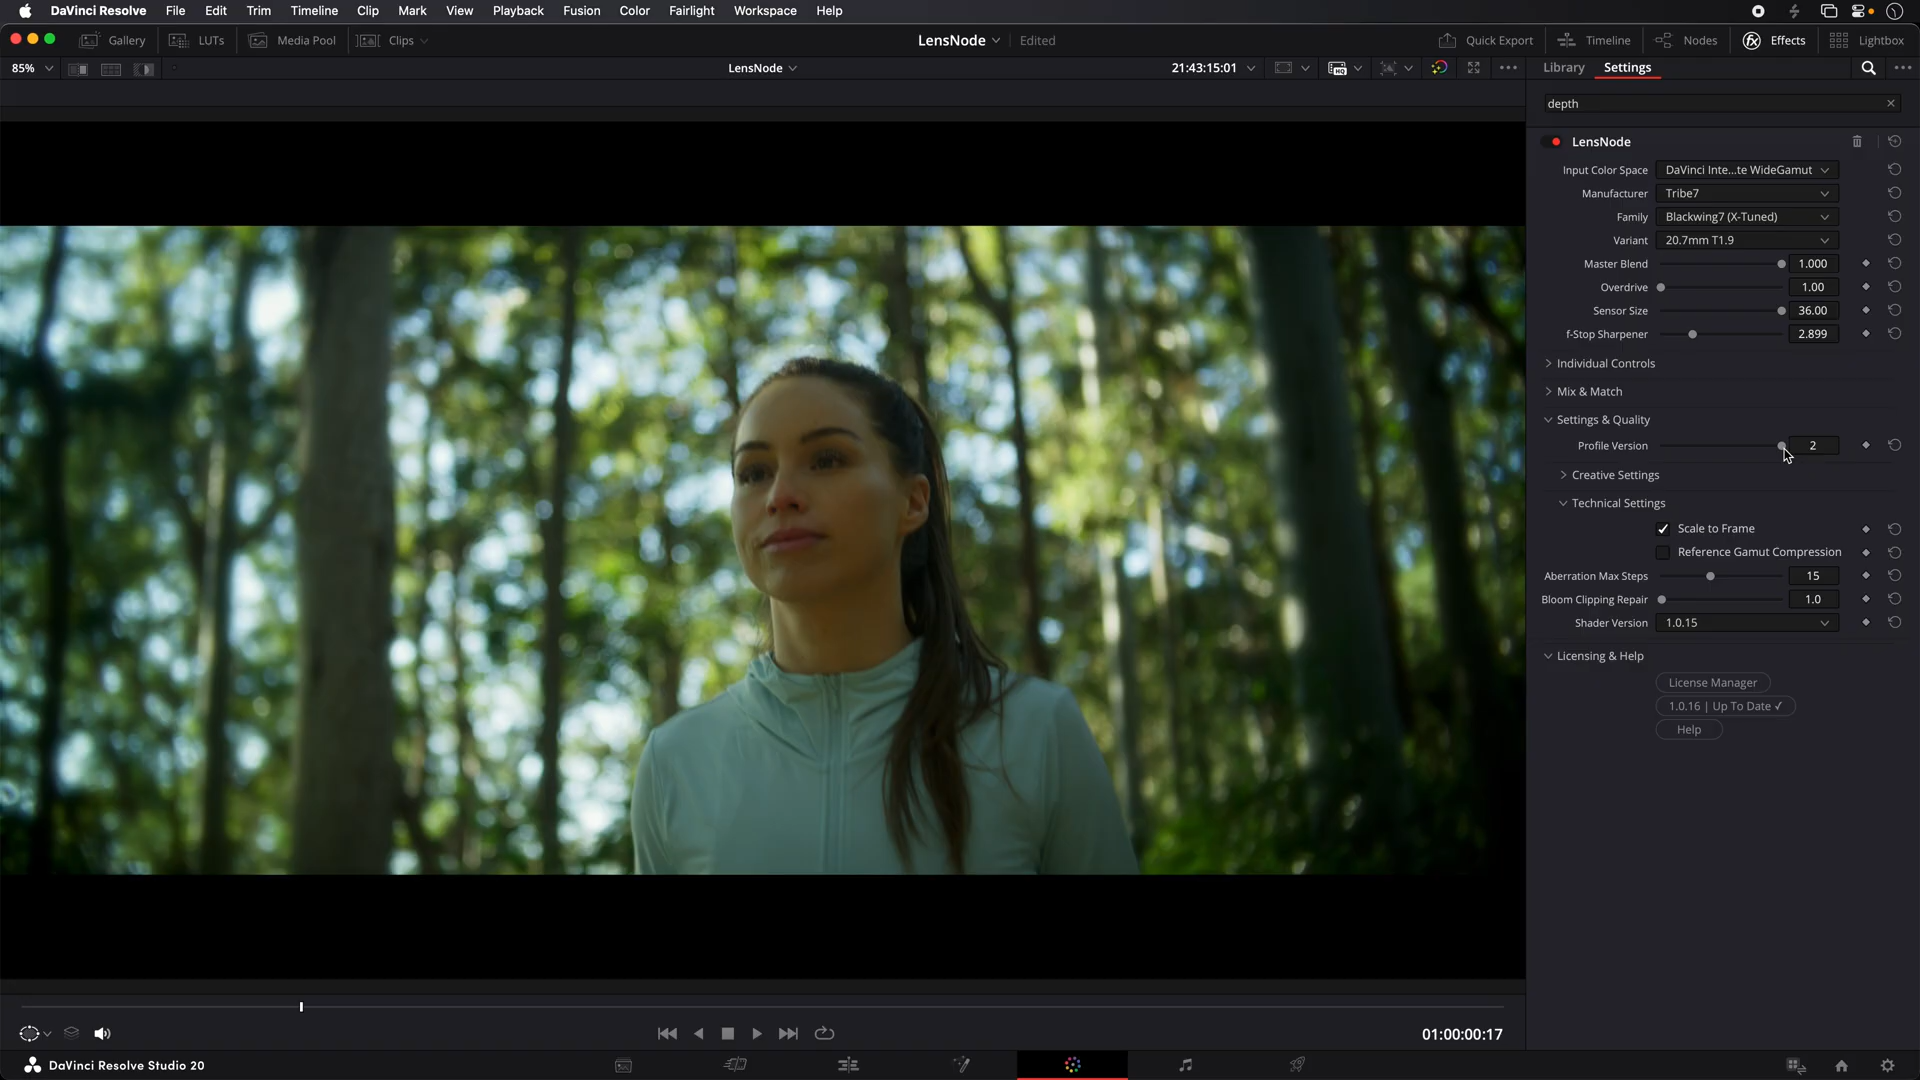 DaVinci Resolve File Edit Trim Timeline Clip Mark View Playback Fusion Color Fairlight Workspace Help
Gallery LUTs Media Pool Clips LensNode Edited Quick Export Timeline Nodes Effects Lightbox
85% LensNode 21:43:15:01 Library Settings
depth
LensNode
Input Color Space DaVinci Inte...te WideGamut
Manufacturer Tribe7
Family Blackwing7 (X-Tuned)
Variant 20.7mm T1.9
Master Blend 1.000
Overdrive 1.00
Sensor Size 36.00
f-Stop Sharpener 2.899
Individual Controls
Mix & Match
Settings & Quality
Profile Version 2
Creative Settings
Technical Settings
Scale to Frame
Reference Gamut Compression
Aberration Max Steps 15
Bloom Clipping Repair 1.0
Shader Version 1.0.15
Licensing & Help
License Manager
1.0.16 | Up To Date ✓
Help
01:00:00:17
DaVinci Resolve Studio 20